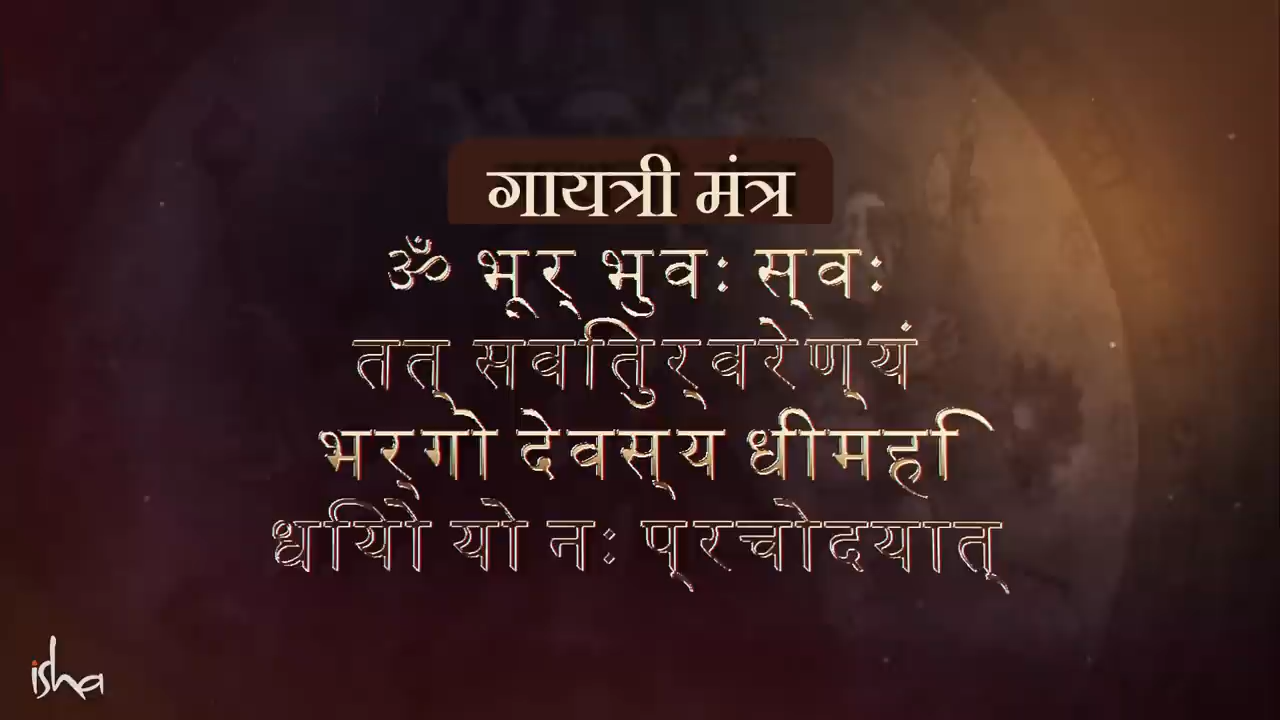 गायत्री मंत्र
ॐ भूर् भुवः स्वः
तत् सवितुर्वरेण्यं
भर्गो देवस्य धीमहि
धियो यो नः प्रचोदयात्
isha